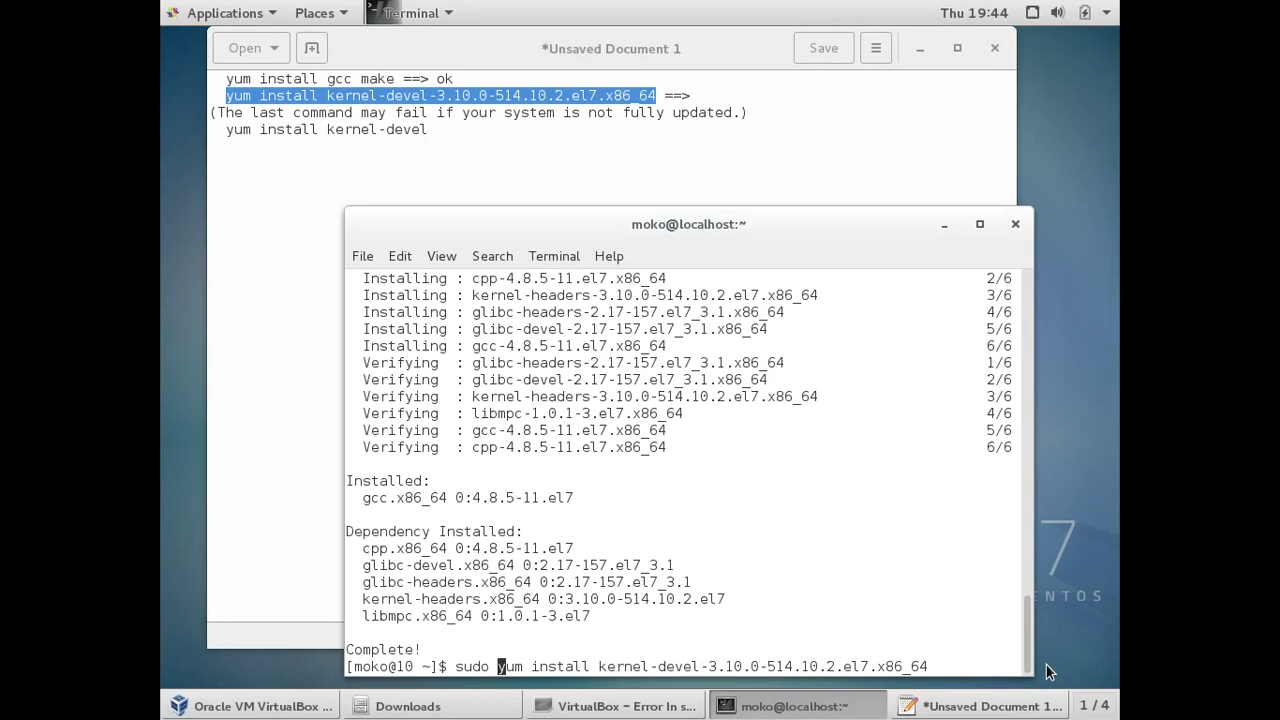 Applications Places Terminal Thu 19:44
Open *Unsaved Document 1 Save
yum install gcc make ==> ok
yum install kernel-devel-3.10.0-514.10.2.el7.x86_64 ==>
(The last command may fail if your system is not fully updated.)
yum install kernel-devel
moko@localhost:~
File Edit View Search Terminal Help
Installing : cpp-4.8.5-11.el7.x86_64 2/6
Installing : kernel-headers-3.10.0-514.10.2.el7.x86_64 3/6
Installing : glibc-headers-2.17-157.el7_3.1.x86_64 4/6
Installing : glibc-devel-2.17-157.el7_3.1.x86_64 5/6
Installing : gcc-4.8.5-11.el7.x86_64 6/6
Verifying : glibc-headers-2.17-157.el7_3.1.x86_64 1/6
Verifying : glibc-devel-2.17-157.el7_3.1.x86_64 2/6
Verifying : kernel-headers-3.10.0-514.10.2.el7.x86_64 3/6
Verifying : libmpc-1.0.1-3.el7.x86_64 4/6
Verifying : gcc-4.8.5-11.el7.x86_64 5/6
Verifying : cpp-4.8.5-11.el7.x86_64 6/6
Installed:
gcc.x86_64 0:4.8.5-11.el7
Dependency Installed:
cpp.x86_64 0:4.8.5-11.el7
glibc-devel.x86_64 0:2.17-157.el7_3.1
glibc-headers.x86_64 0:2.17-157.el7_3.1
kernel-headers.x86_64 0:3.10.0-514.10.2.el7
libmpc.x86_64 0:1.0.1-3.el7
Complete!
[moko@10 ~]$ sudo yum install kernel-devel-3.10.0-514.10.2.el7.x86_64
7
ENTOS
Oracle VM VirtualBox ... Downloads VirtualBox – Error In s... moko@localhost:~ *Unsaved Document 1... 1 / 4